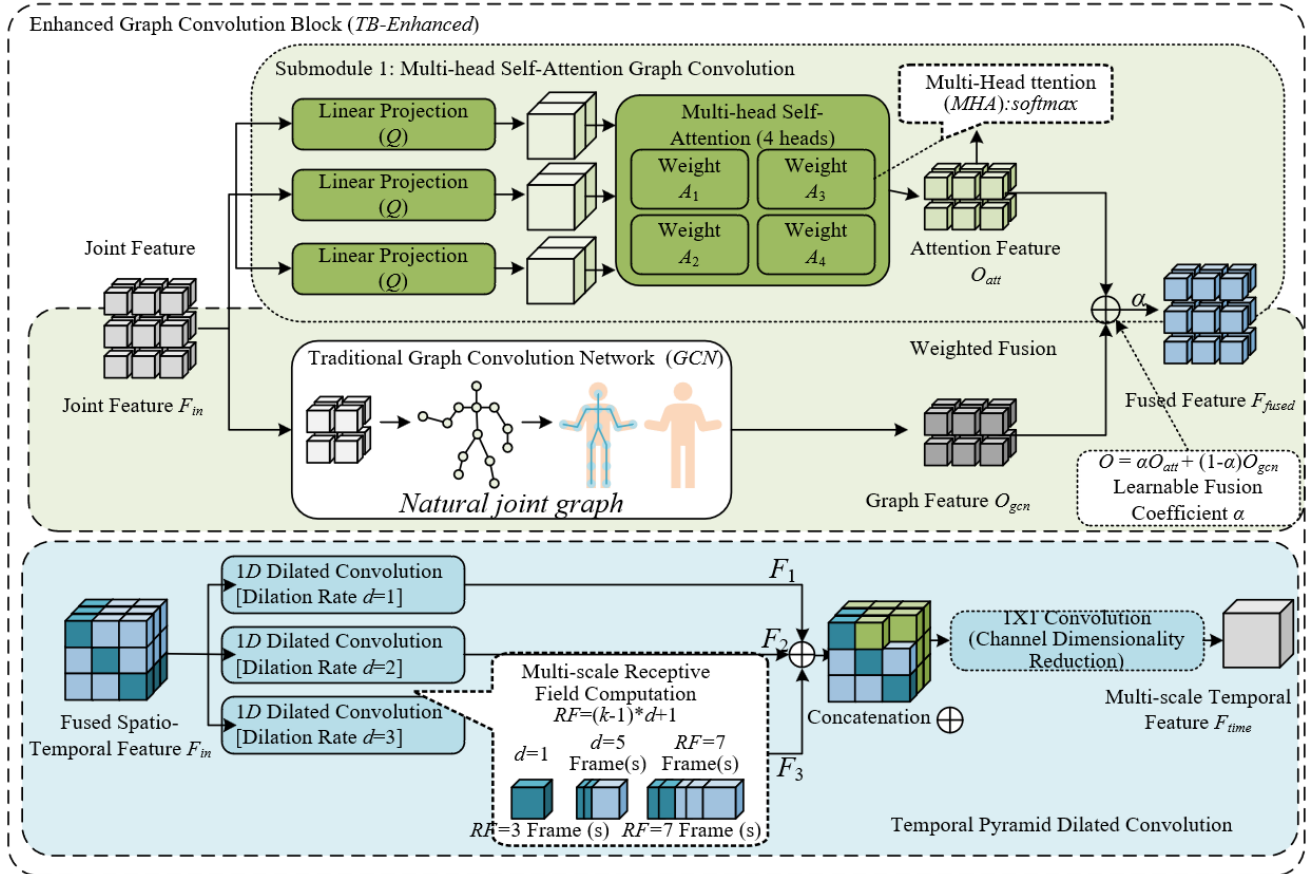 Enhanced Graph Convolution Block (TB-Enhanced)
Submodule 1: Multi-head Self-Attention Graph Convolution
Multi-Head ttention
(MHA):softmax
Linear Projection
(Q)
Linear Projection
(Q)
Linear Projection
(Q)
Multi-head Self-
Attention (4 heads)
Weight
A1
Weight
A3
Weight
A2
Weight
A4
Attention Feature
Oatt
Joint Feature
Joint Feature Fin
α
Weighted Fusion
Fused Feature Ffused
Traditional Graph Convolution Network (GCN)
Natural joint graph
Graph Feature Ogcn
O = αOatt + (1-α)Ogcn
Learnable Fusion
Coefficient α
1D Dilated Convolution
[Dilation Rate d=1]
1D Dilated Convolution
[Dilation Rate d=2]
1D Dilated Convolution
[Dilation Rate d=3]
Fused Spatio-
Temporal Feature Fin
F1
F2
F3
Multi-scale Receptive
Field Computation
RF=(k-1)*d+1
d=1
d=5
Frame(s)
RF=7
Frame(s)
RF=3 Frame (s)
RF=7 Frame (s)
Concatenation
1X1 Convolution
(Channel Dimensionality
Reduction)
Multi-scale Temporal
Feature Ftime
Temporal Pyramid Dilated Convolution